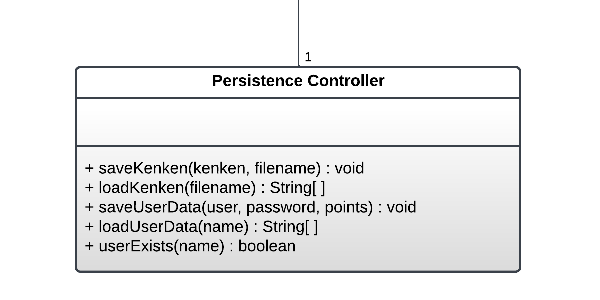 1
Persistence Controller
+ saveKenken(kenken, filename) : void
+ loadKenken(filename) : String[ ]
+ saveUserData(user, password, points) : void
+ loadUserData(name) : String[ ]
+ userExists(name) : boolean